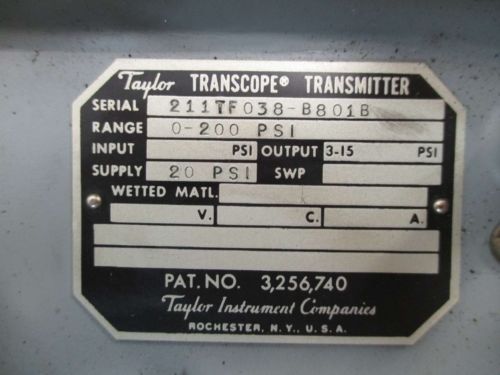 Taylor TRANSCOPE® TRANSMITTER
SERIAL 211TF038-B801B
RANGE 0-200 PSI
INPUT PSI OUTPUT 3-15 PSI
SUPPLY 20 PSI SWP
WETTED MATL.
V. C. A.
PAT. NO. 3,256,740
Taylor Instrument Companies
ROCHESTER, N.Y., U.S.A.